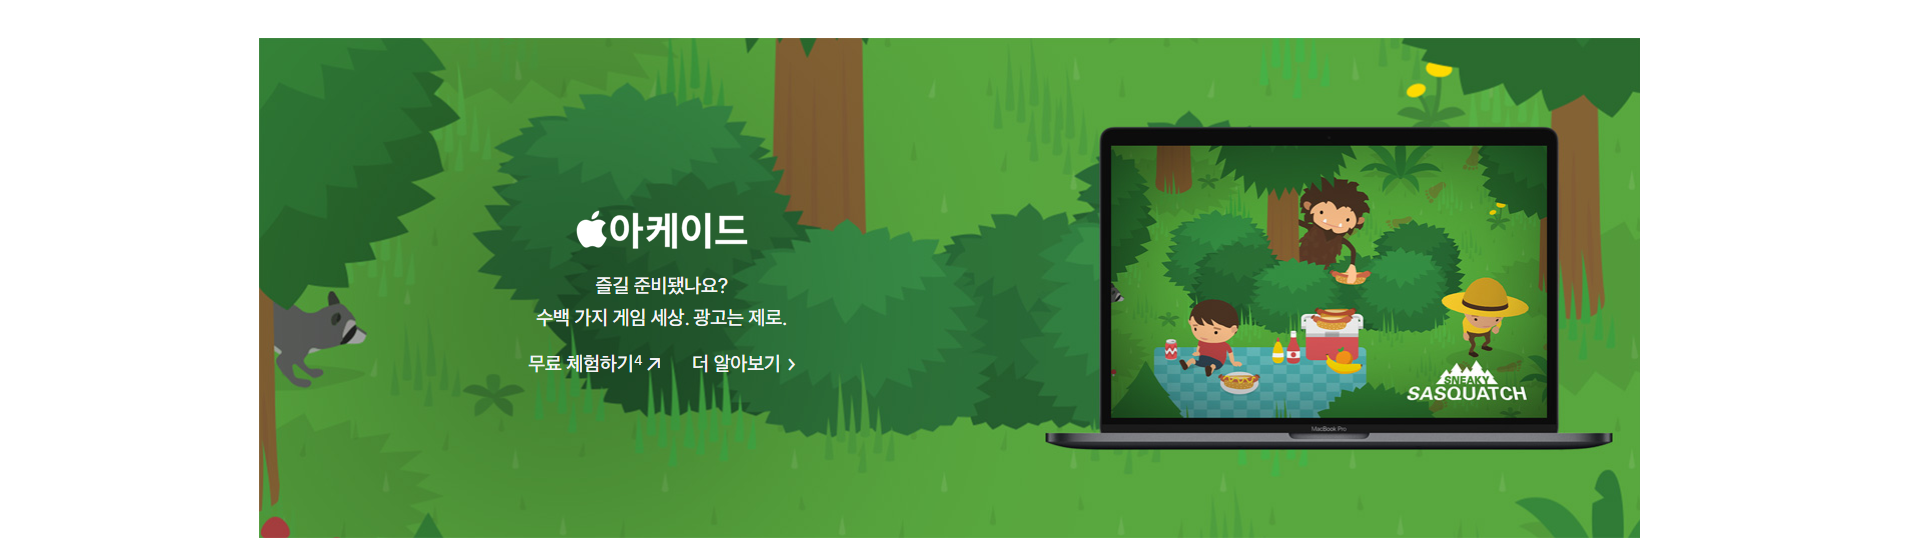 아케이드
즐길 준비됐나요?
수백 가지 게임 세상. 광고는 제로.
무료 체험하기4 더 알아보기
SNEAKY
SASQUATCH
MacBook Pro